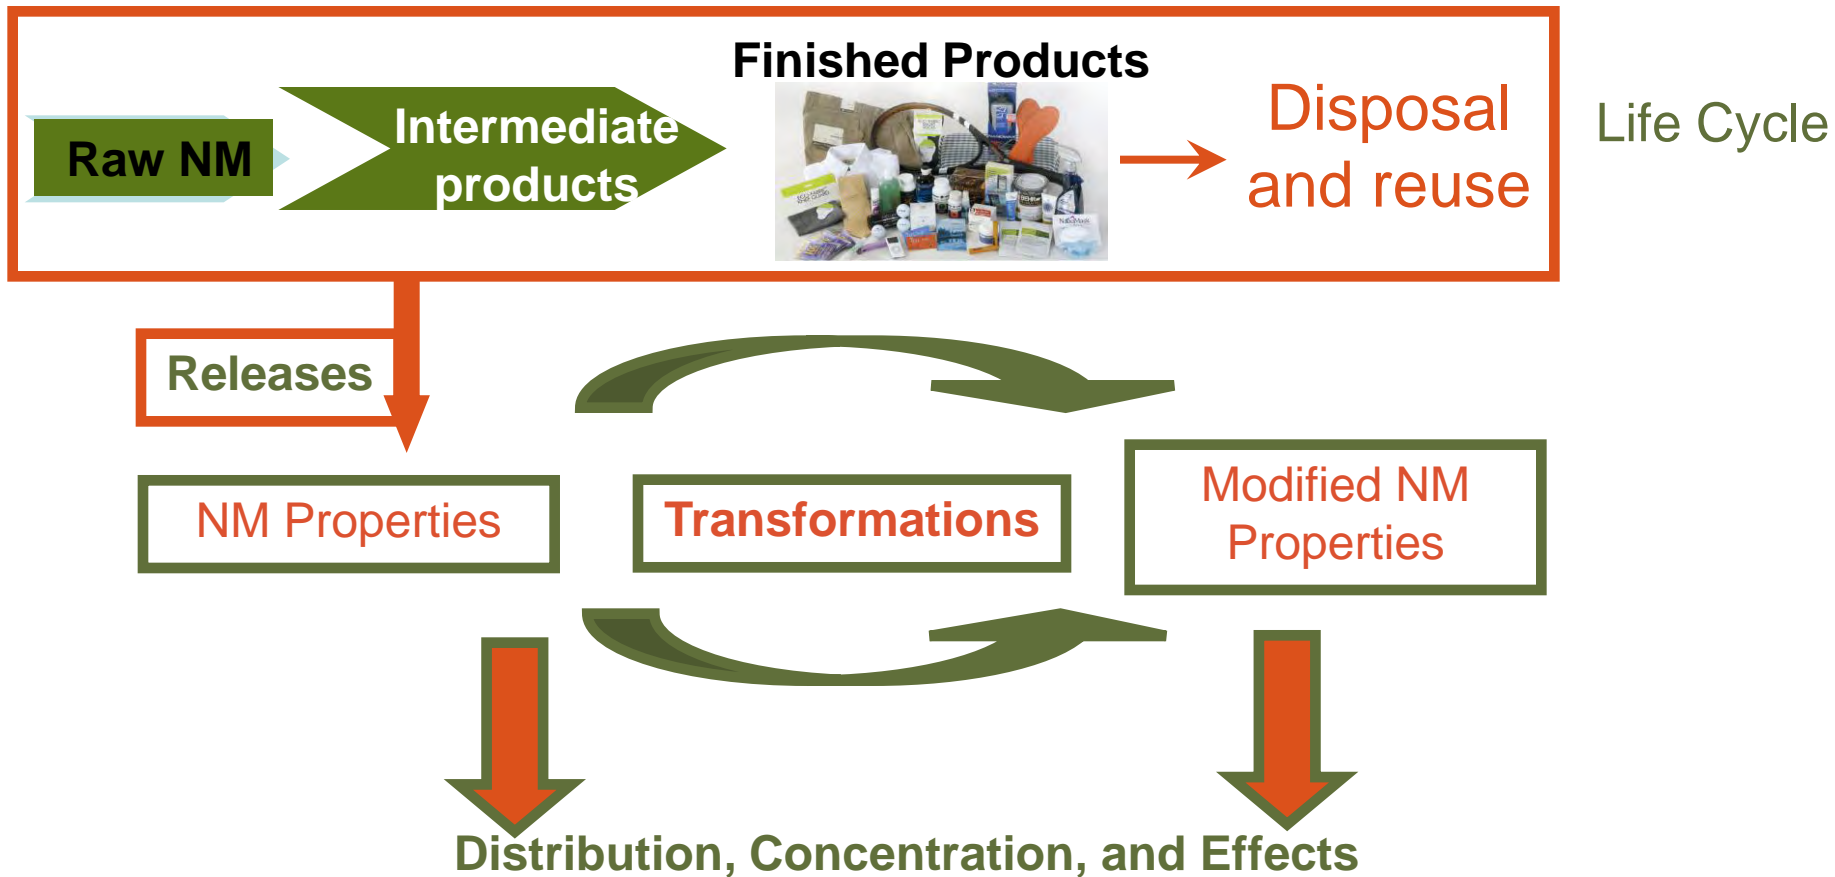 Finished Products
Raw NM
Intermediate
products
BEHR
Disposal
and reuse
Life Cycle
Releases
NM Properties
Transformations
Modified NM
Properties
Distribution, Concentration, and Effects